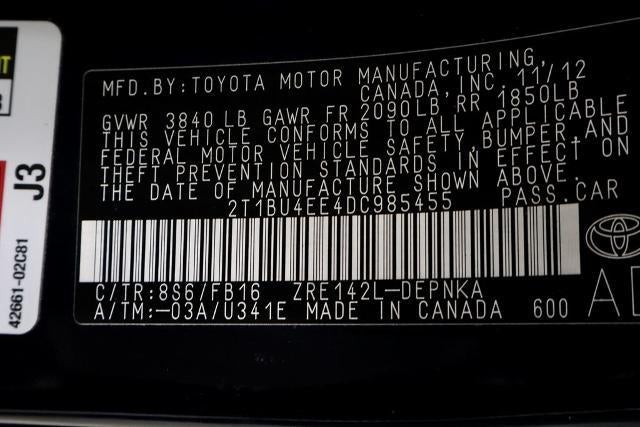 MFD.BY:TOYOTA MOTOR MANUFACTURING,
CANADA,INC. 11/12
GVWR 3840 LB GAWR FR 2090LB RR 1850LB
THIS VEHICLE CONFORMS TO ALL APPLICABLE
FEDERAL MOTOR VEHICLE SAFETY,BUMPER,AND
THEFT PREVENTION STANDARDS IN EFFECT ON
THE DATE OF MANUFACTURE SHOWN ABOVE.
2T1BU4EE4DC985455 PASS.CAR
C/TR:8S6/FB16 ZRE142L-DEPNKA
A/TM:-03A/U341E MADE IN CANADA 600
J3
42661-02C81